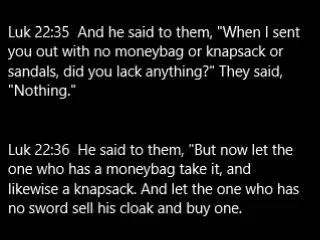 Luk 22:35  And he said to them, "When I sent
you out with no moneybag or knapsack or
sandals, did you lack anything?" They said,
"Nothing."
Luk 22:36  He said to them, "But now let the
one who has a moneybag take it, and
likewise a knapsack. And let the one who has
no sword sell his cloak and buy one.